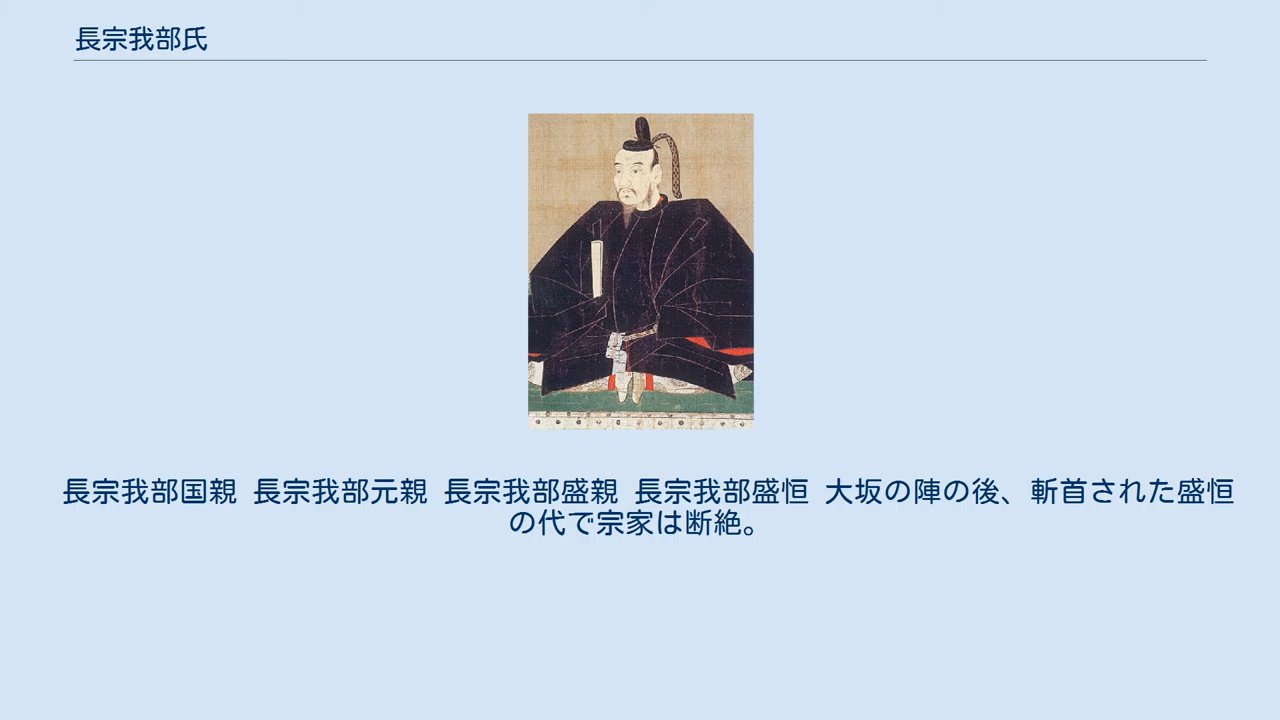 長宗我部氏
長宗我部国親 長宗我部元親 長宗我部盛親 長宗我部盛恒 大坂の陣の後、斬首された盛恒
の代で宗家は断絶。